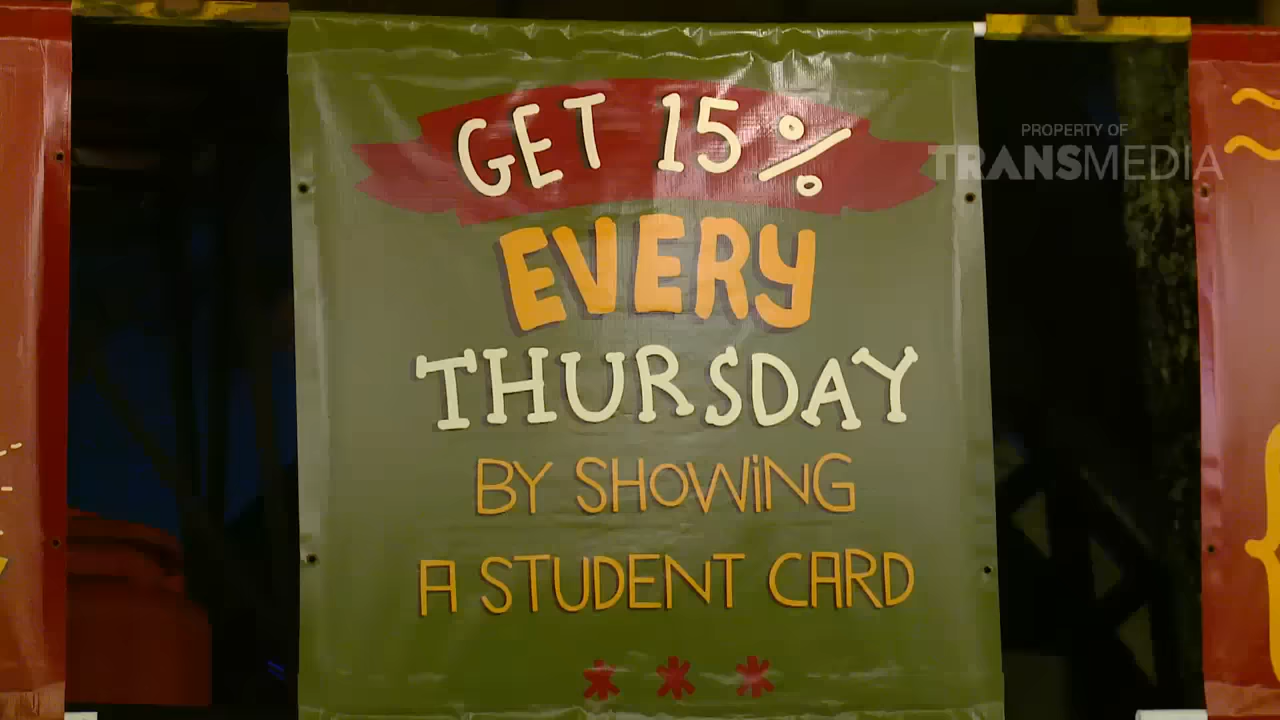 GET 15%
EVERY
THURSDAY
BY SHOWiNG
A STUDENT CARD
***
PROPERTY OF
TRANSMEDIA